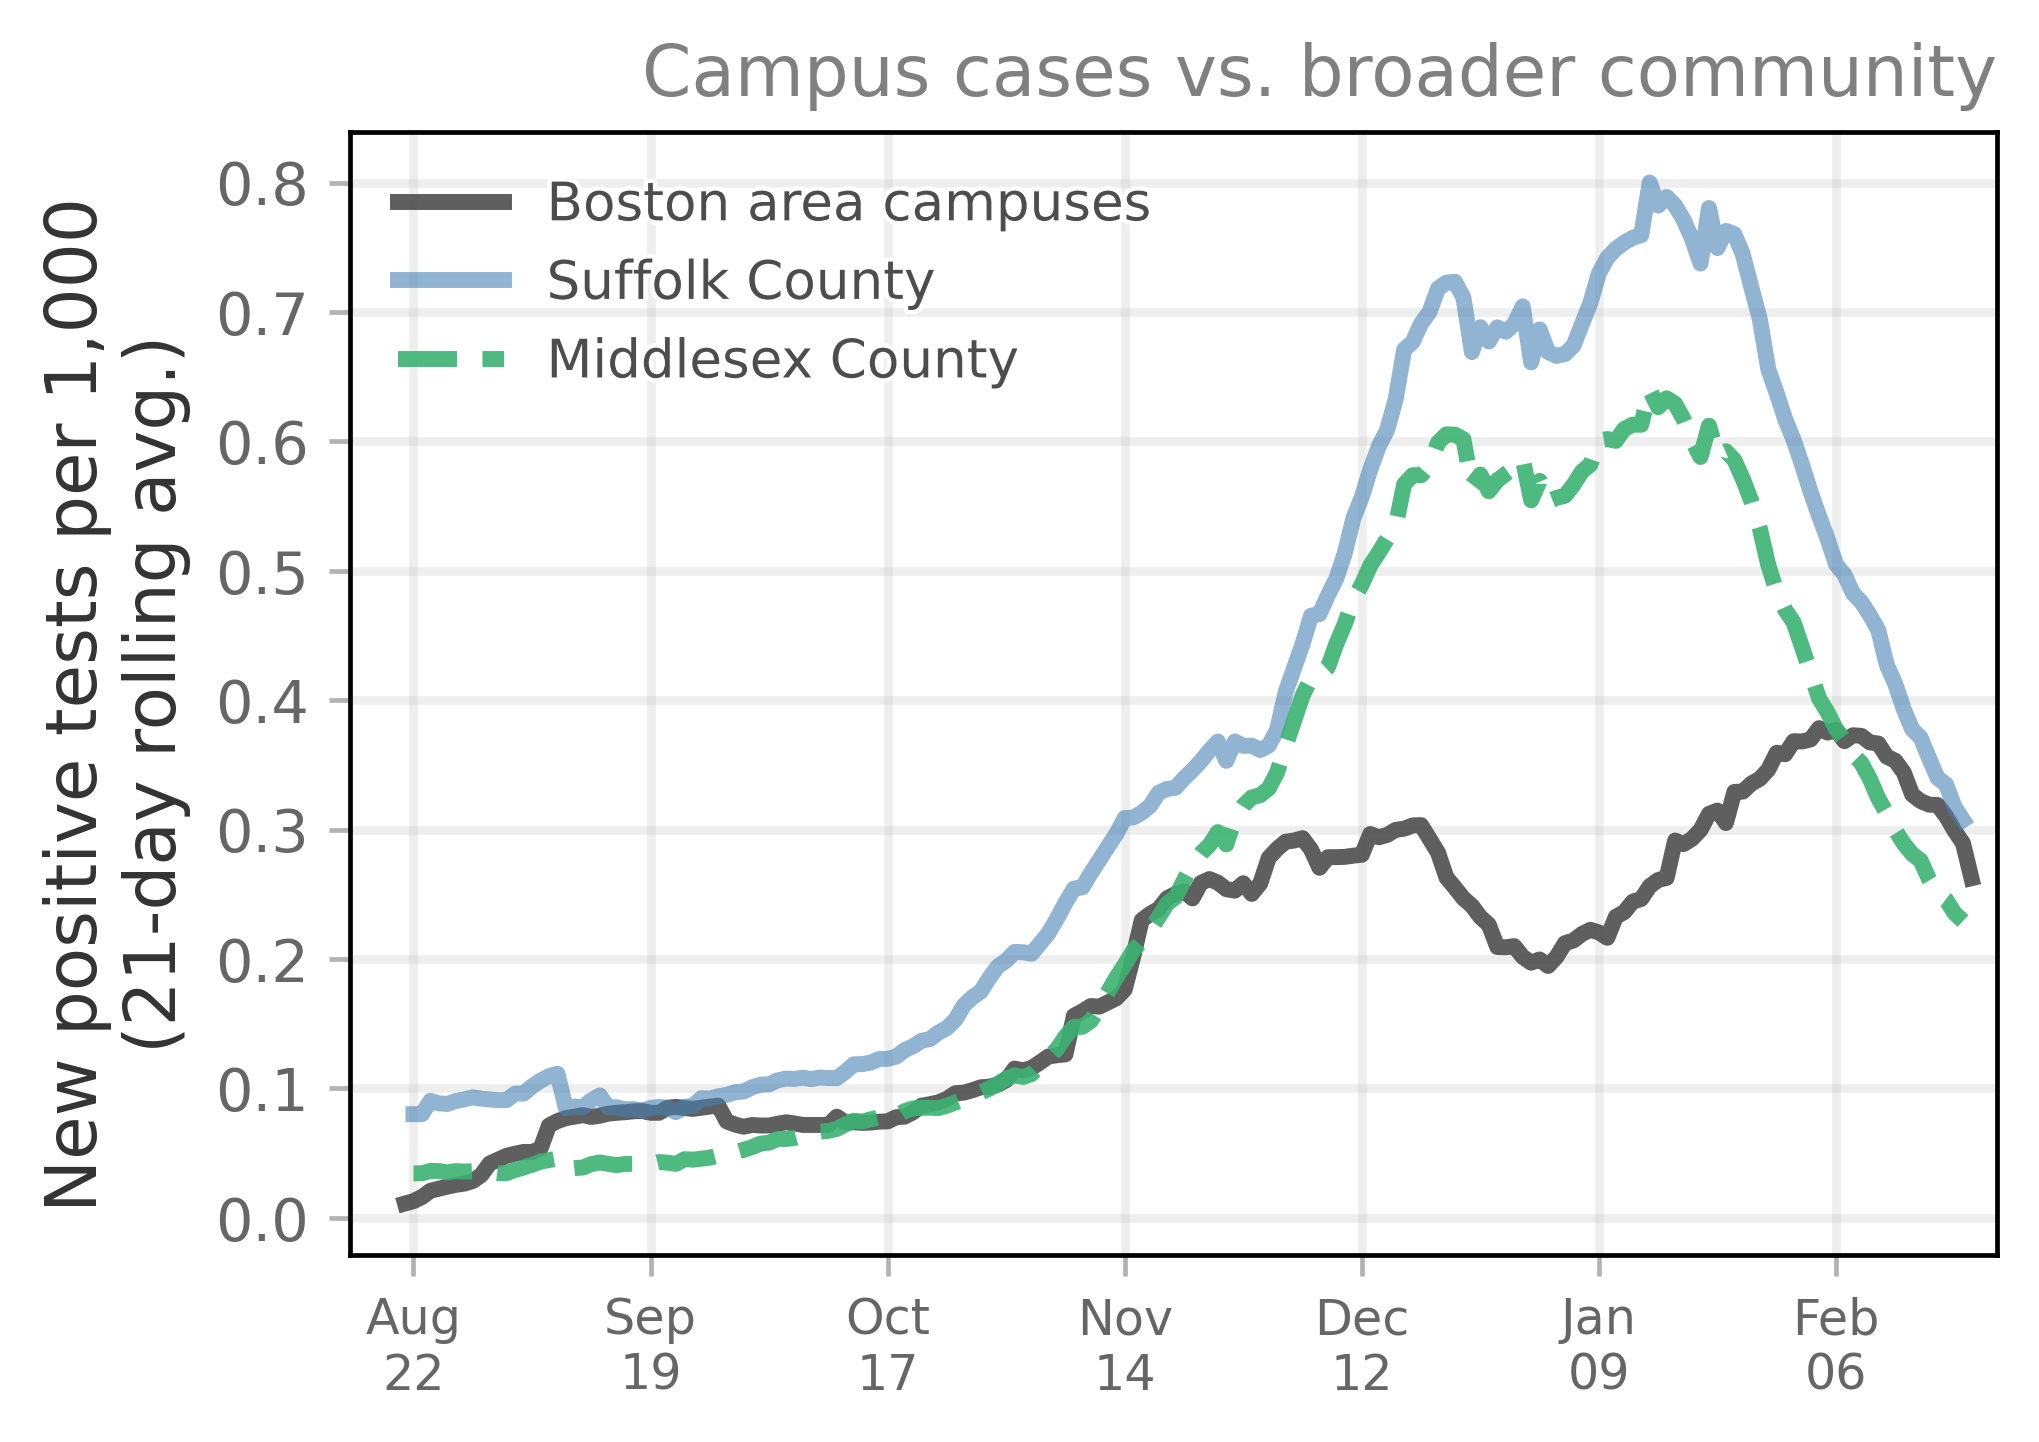 Campus cases vs. broader community
New positive tests per 1,000
(21-day rolling avg.)
0.8
0.7
0.6
0.5
0.4
0.3
0.2
0.1
0.0
Boston area campuses
Suffolk County
Middlesex County
Aug
22
Sep
19
Oct
17
Nov
14
Dec
12
Jan
09
Feb
06